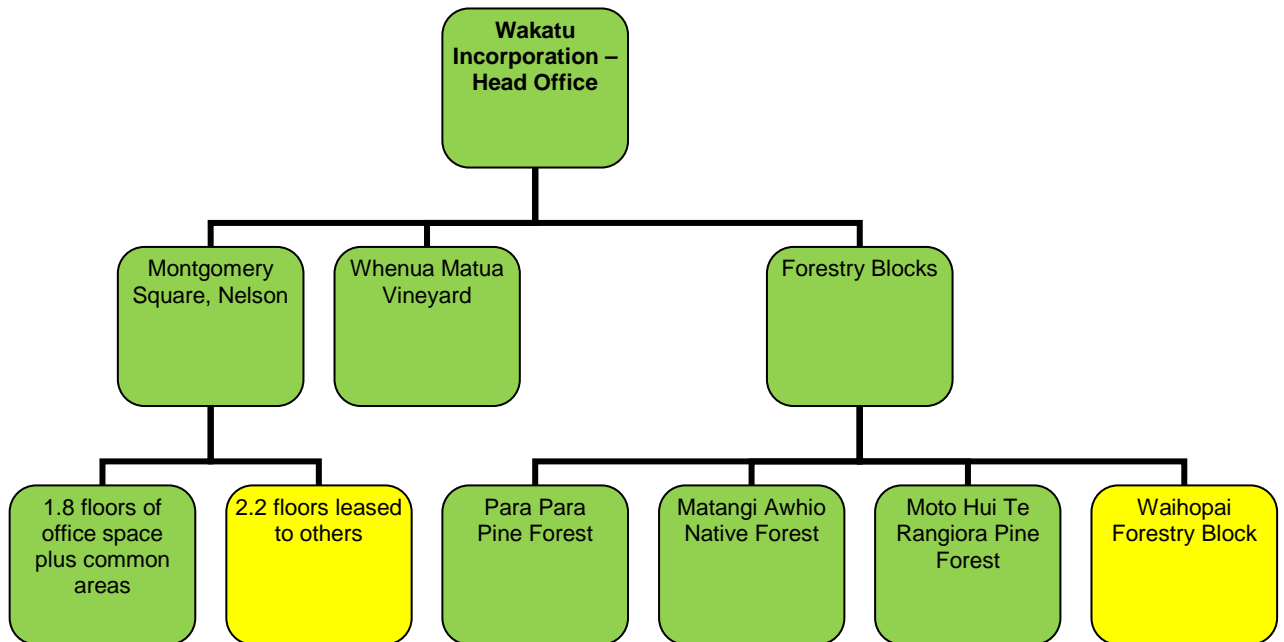 Wakatu
Incorporation –
Head Office
Montgomery
Square, Nelson
Whenua Matua
Vineyard
Forestry Blocks
1.8 floors of
office space
plus common
areas
2.2 floors leased
to others
Para Para
Pine Forest
Matangi Awhio
Native Forest
Moto Hui Te
Rangiora Pine
Forest
Waihopai
Forestry Block